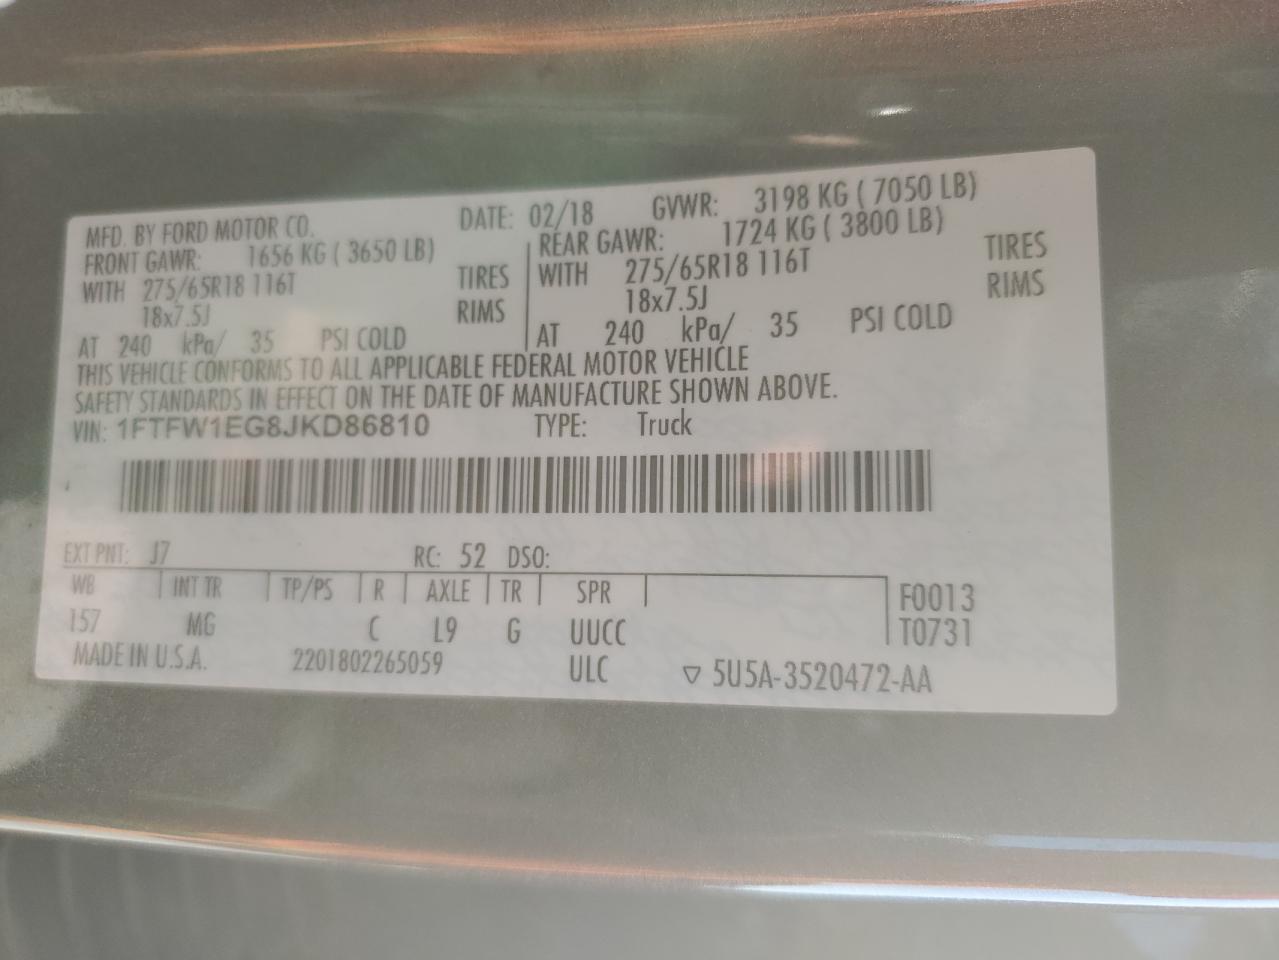 MFD. BY FORD MOTOR CO. DATE: 02/18 GVWR: 3198 KG ( 7050 LB)
FRONT GAWR: 1656 KG ( 3650 LB) REAR GAWR: 1724 KG ( 3800 LB)
WITH 275/65R18 116T TIRES WITH 275/65R18 116T TIRES
18x7.5J RIMS 18x7.5J RIMS
AT 240 kPa/ 35 PSI COLD AT 240 kPa/ 35 PSI COLD
THIS VEHICLE CONFORMS TO ALL APPLICABLE FEDERAL MOTOR VEHICLE
SAFETY STANDARDS IN EFFECT ON THE DATE OF MANUFACTURE SHOWN ABOVE.
VIN: 1FTFW1EG8JKD86810 TYPE: Truck
EXT PNT: J7 RC: 52 DSO:
WB INT TR TP/PS R AXLE TR SPR F0013
157 MG C L9 G UUCC T0731
MADE IN U.S.A. 2201802265059 ULC ▽ 5U5A-3520472-AA